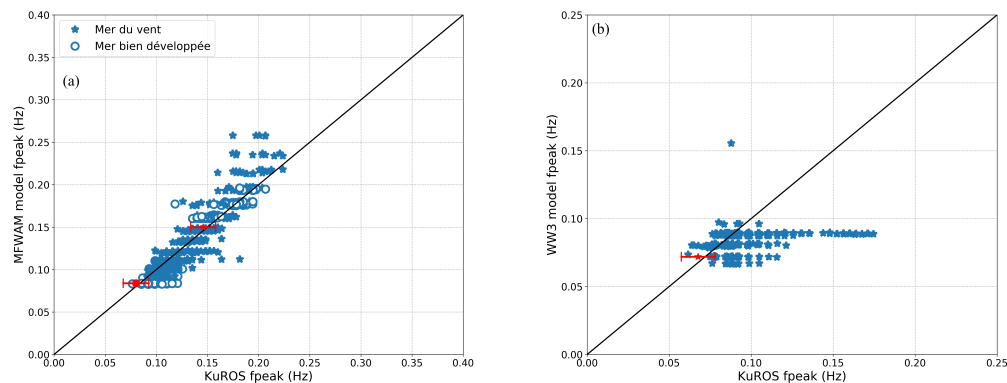 0.40
0.35
0.30
0.25
0.20
0.15
0.10
0.05
0.00
MFWAM model fpeak (Hz)
Mer du vent
Mer bien développée
(a)
0.00 0.05 0.10 0.15 0.20 0.25 0.30 0.35 0.40
KuROS fpeak (Hz)
0.25
0.20
0.15
0.10
0.05
0.00
WW3 model fpeak (Hz)
(b)
0.00 0.05 0.10 0.15 0.20 0.25
KuROS fpeak (Hz)